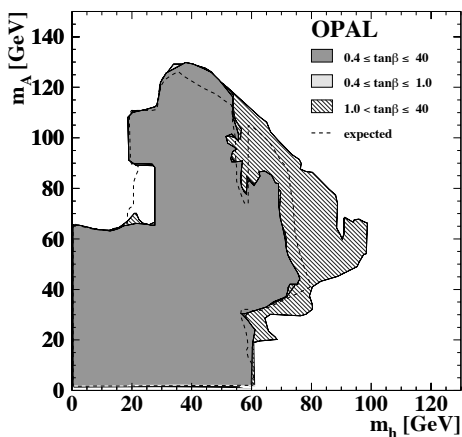 OPAL
0.4 ≤ tanβ ≤ 40
0.4 ≤ tanβ ≤ 1.0
1.0 < tanβ ≤ 40
expected
m_A [GeV]
140
120
100
80
60
40
20
0
0 20 40 60 80 100 120
m_h [GeV]